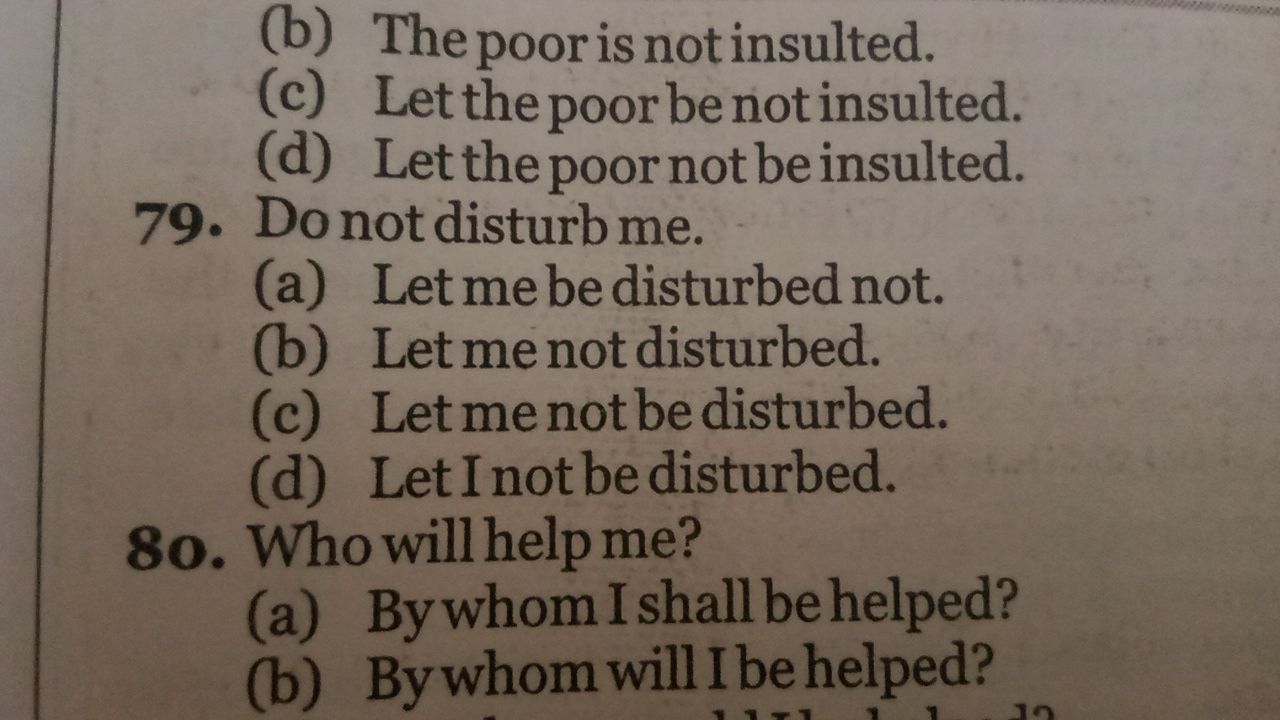 (b) The poor is not insulted.
(c) Let the poor be not insulted.
(d) Let the poor not be insulted.
79. Do not disturb me.
(a) Let me be disturbed not.
(b) Let me not disturbed.
(c) Let me not be disturbed.
(d) Let I not be disturbed.
80. Who will help me?
(a) By whom I shall be helped?
(b) By whom will I be helped?